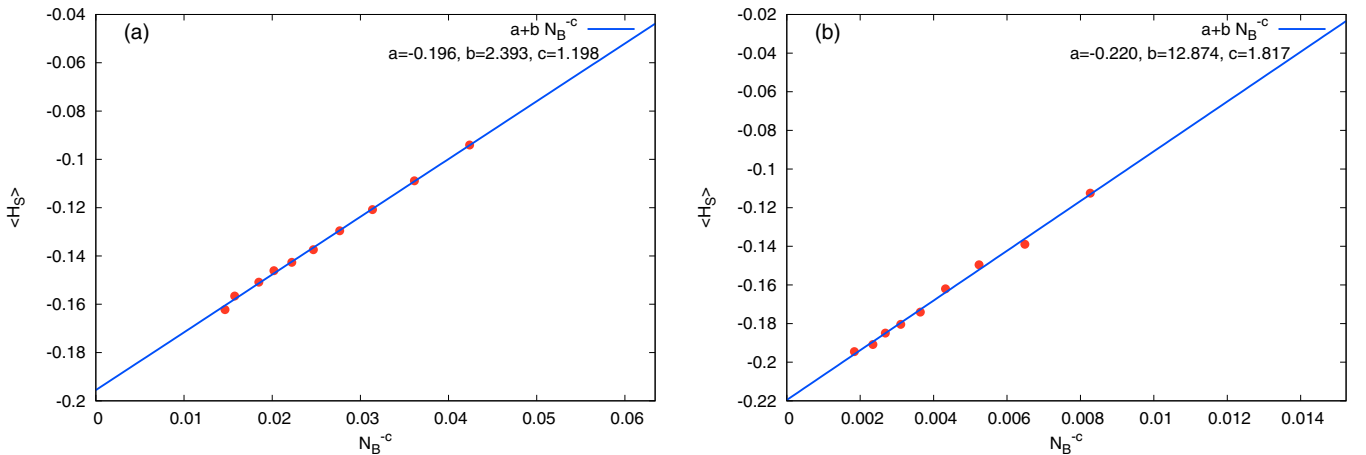 (a)
a+b N_B^-c
a=-0.196, b=2.393, c=1.198
-0.04
-0.06
-0.08
-0.1
-0.12
-0.14
-0.16
-0.18
-0.2
<H_S>
0 0.01 0.02 0.03 0.04 0.05 0.06
N_B^-c
(b)
a+b N_B^-c
a=-0.220, b=12.874, c=1.817
-0.02
-0.04
-0.06
-0.08
-0.1
-0.12
-0.14
-0.16
-0.18
-0.2
-0.22
<H_S>
0 0.002 0.004 0.006 0.008 0.01 0.012 0.014
N_B^-c